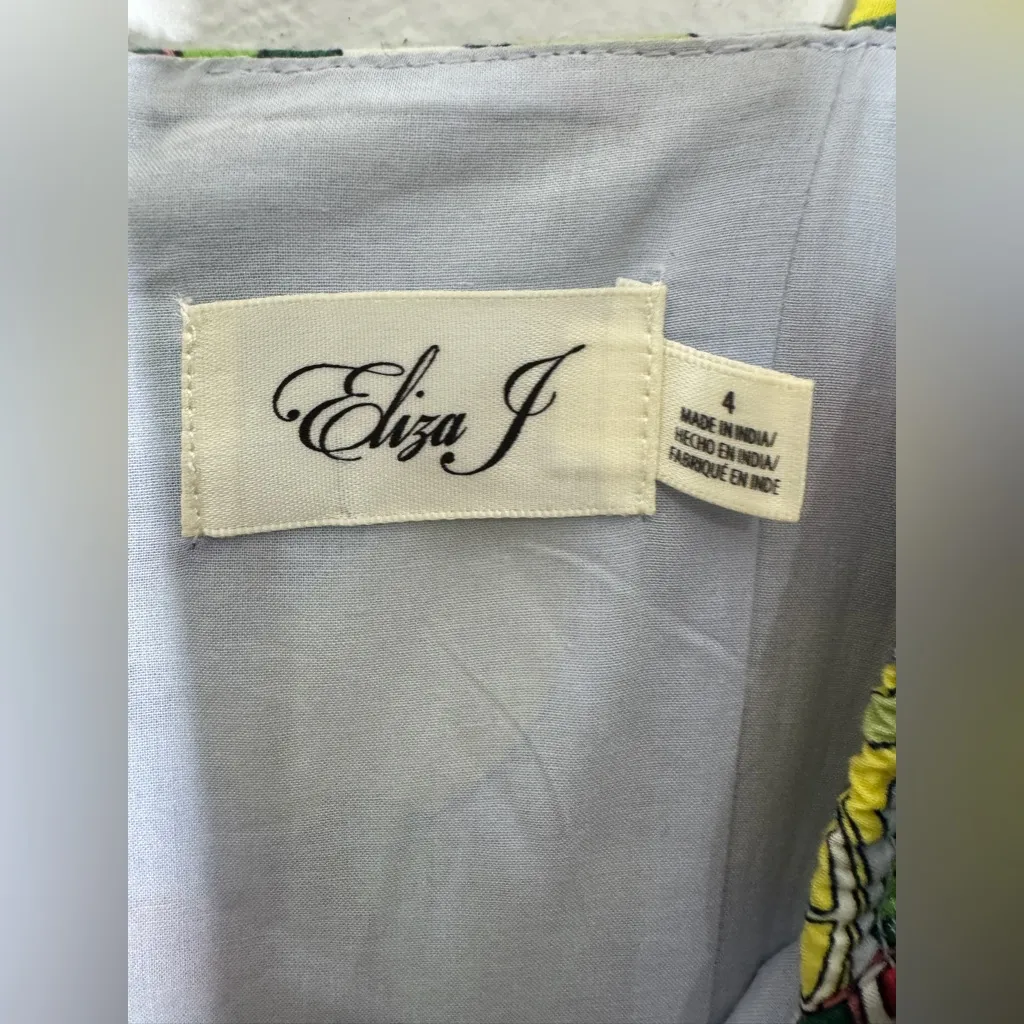 Eliza J
4
MADE IN INDIA/
HECHO EN INDIA/
FABRIQUÉ EN INDE